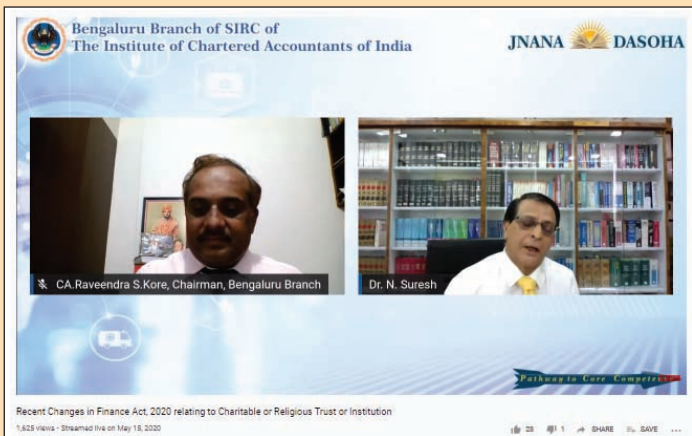 Bengaluru Branch of SIRC of
The Institute of Chartered Accountants of India
JNANA DASOHA
CA.Raveendra S.Kore, Chairman, Bengaluru Branch
Dr. N. Suresh
Pathway to Core Competence
Recent Changes in Finance Act, 2020 relating to Charitable or Religious Trust or Institution
1,625 views - Streamed live on May 18, 2020
28 1 SHARE SAVE ...